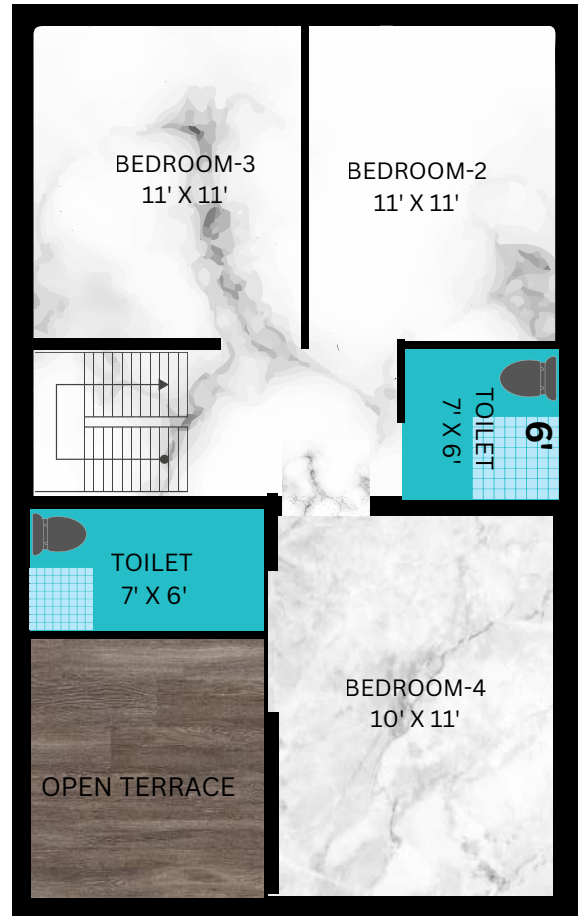 BEDROOM-3
11' X 11'
BEDROOM-2
11' X 11'
TOILET
7' X 6'
6'
TOILET
7' X 6'
BEDROOM-4
10' X 11'
OPEN TERRACE